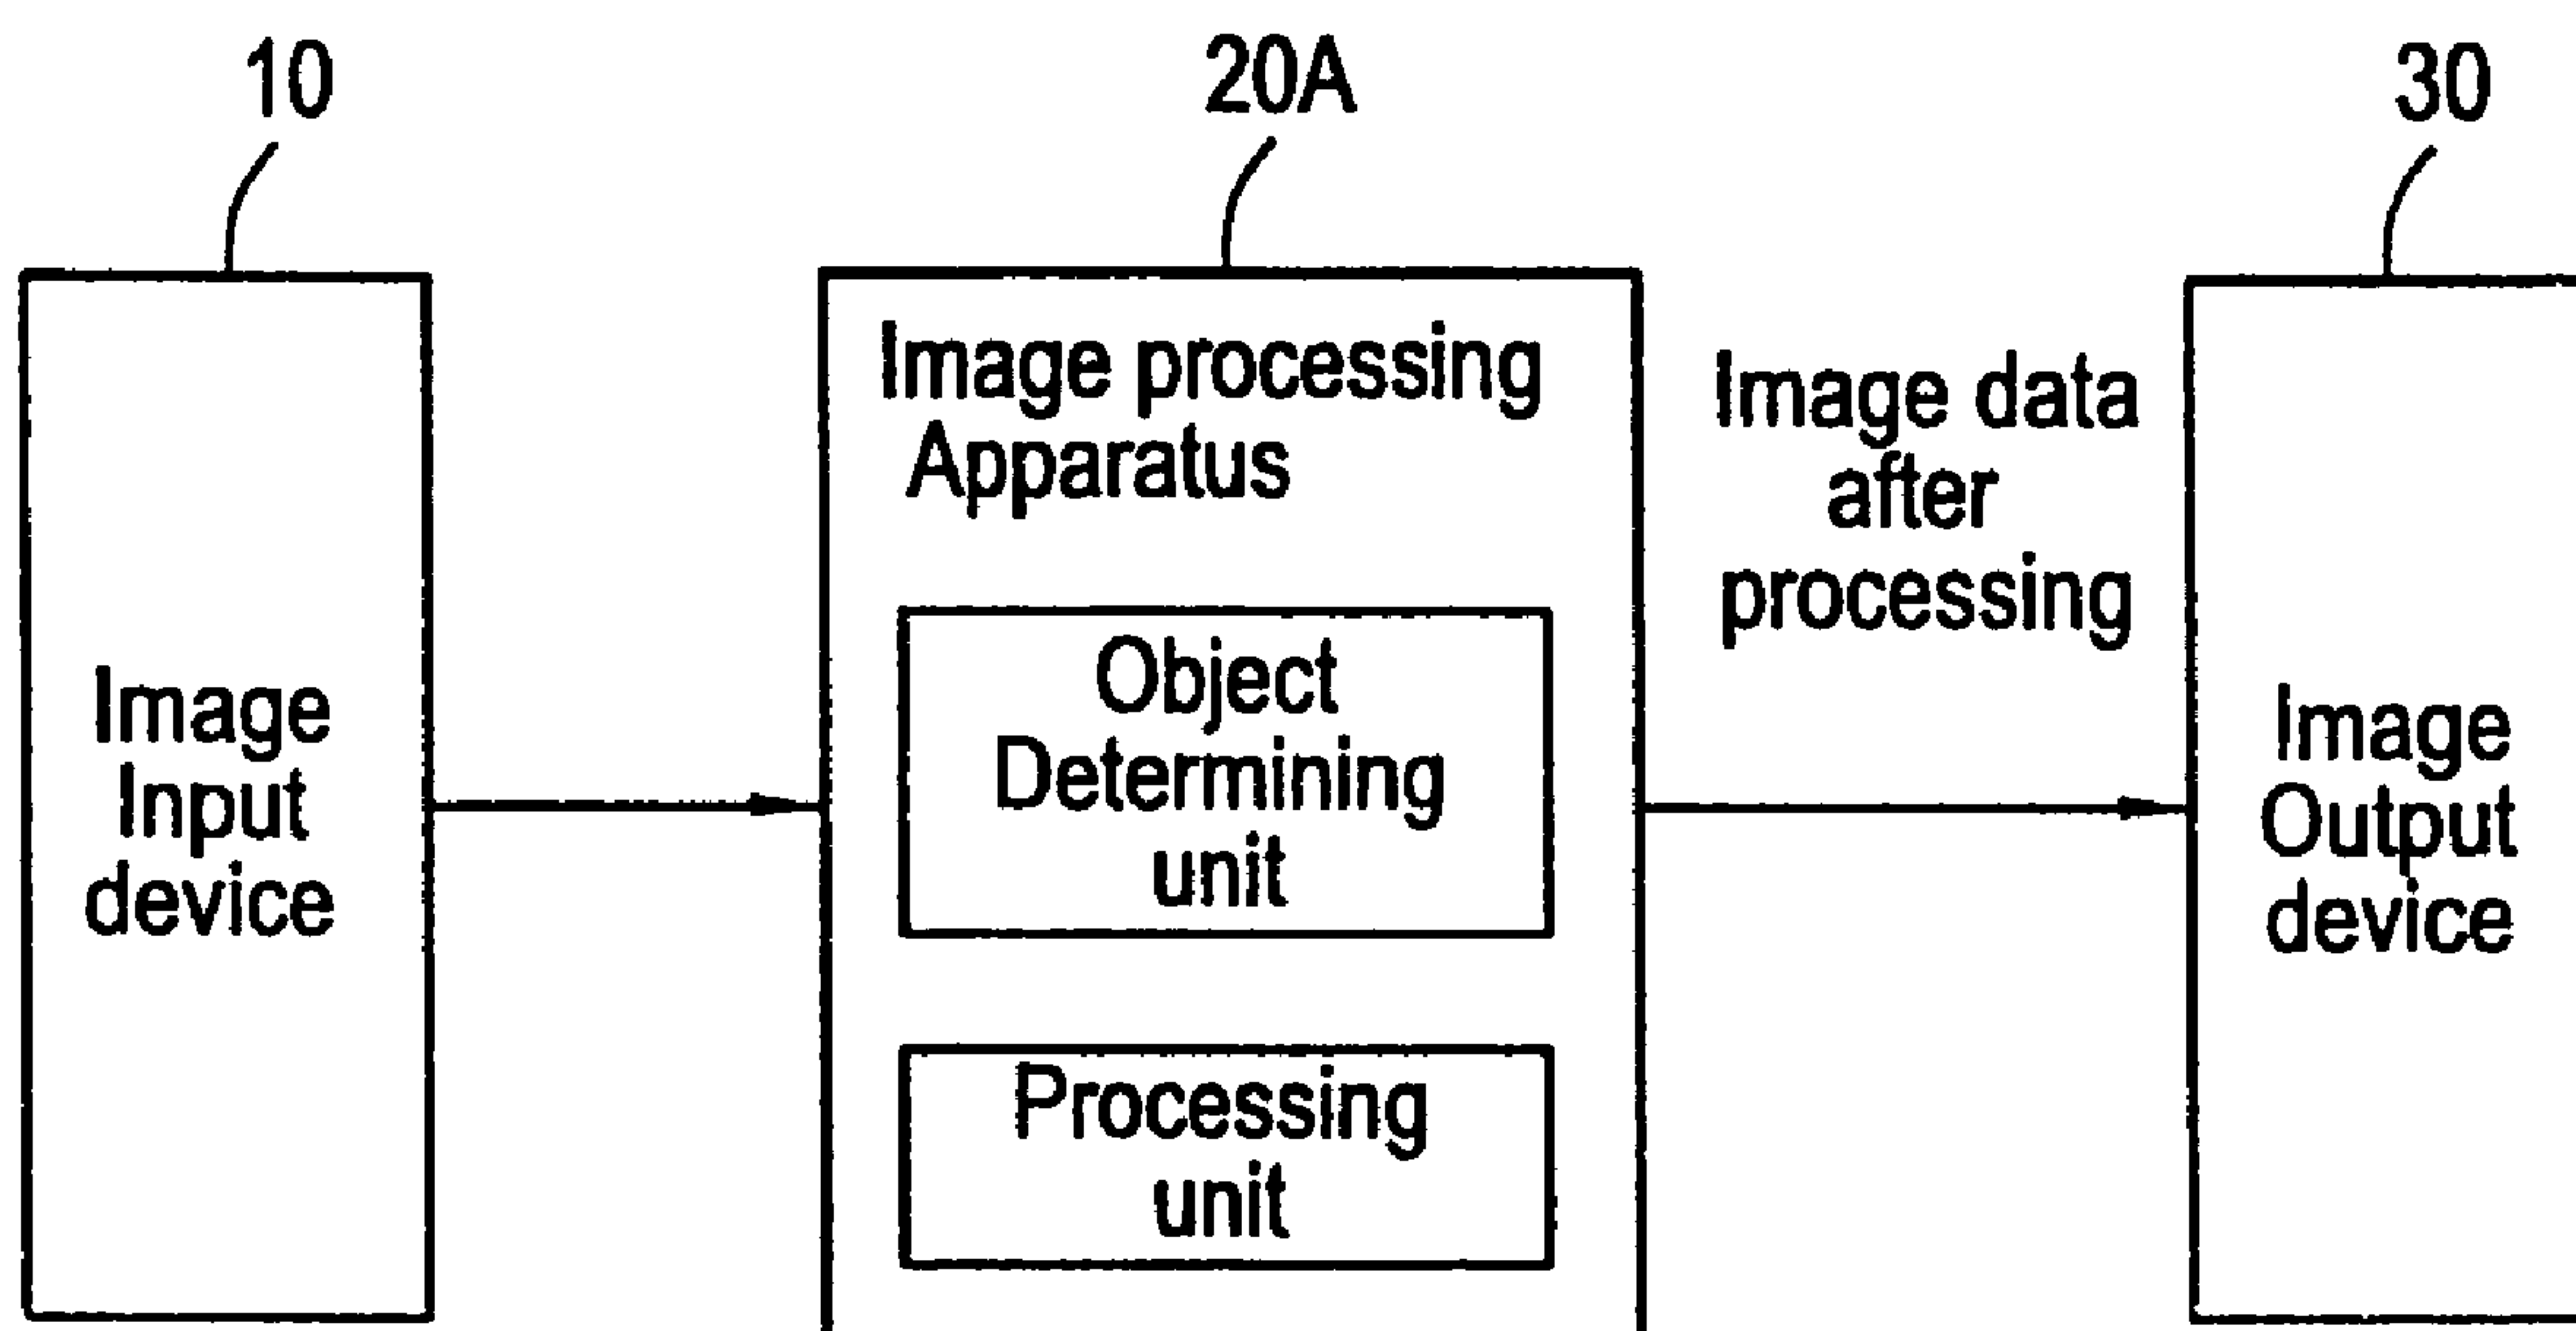 10
20A
30
Image
Input
device
Image processing
Apparatus
Object
Determining
unit
Processing
unit
Image data
after
processing
Image
Output
device